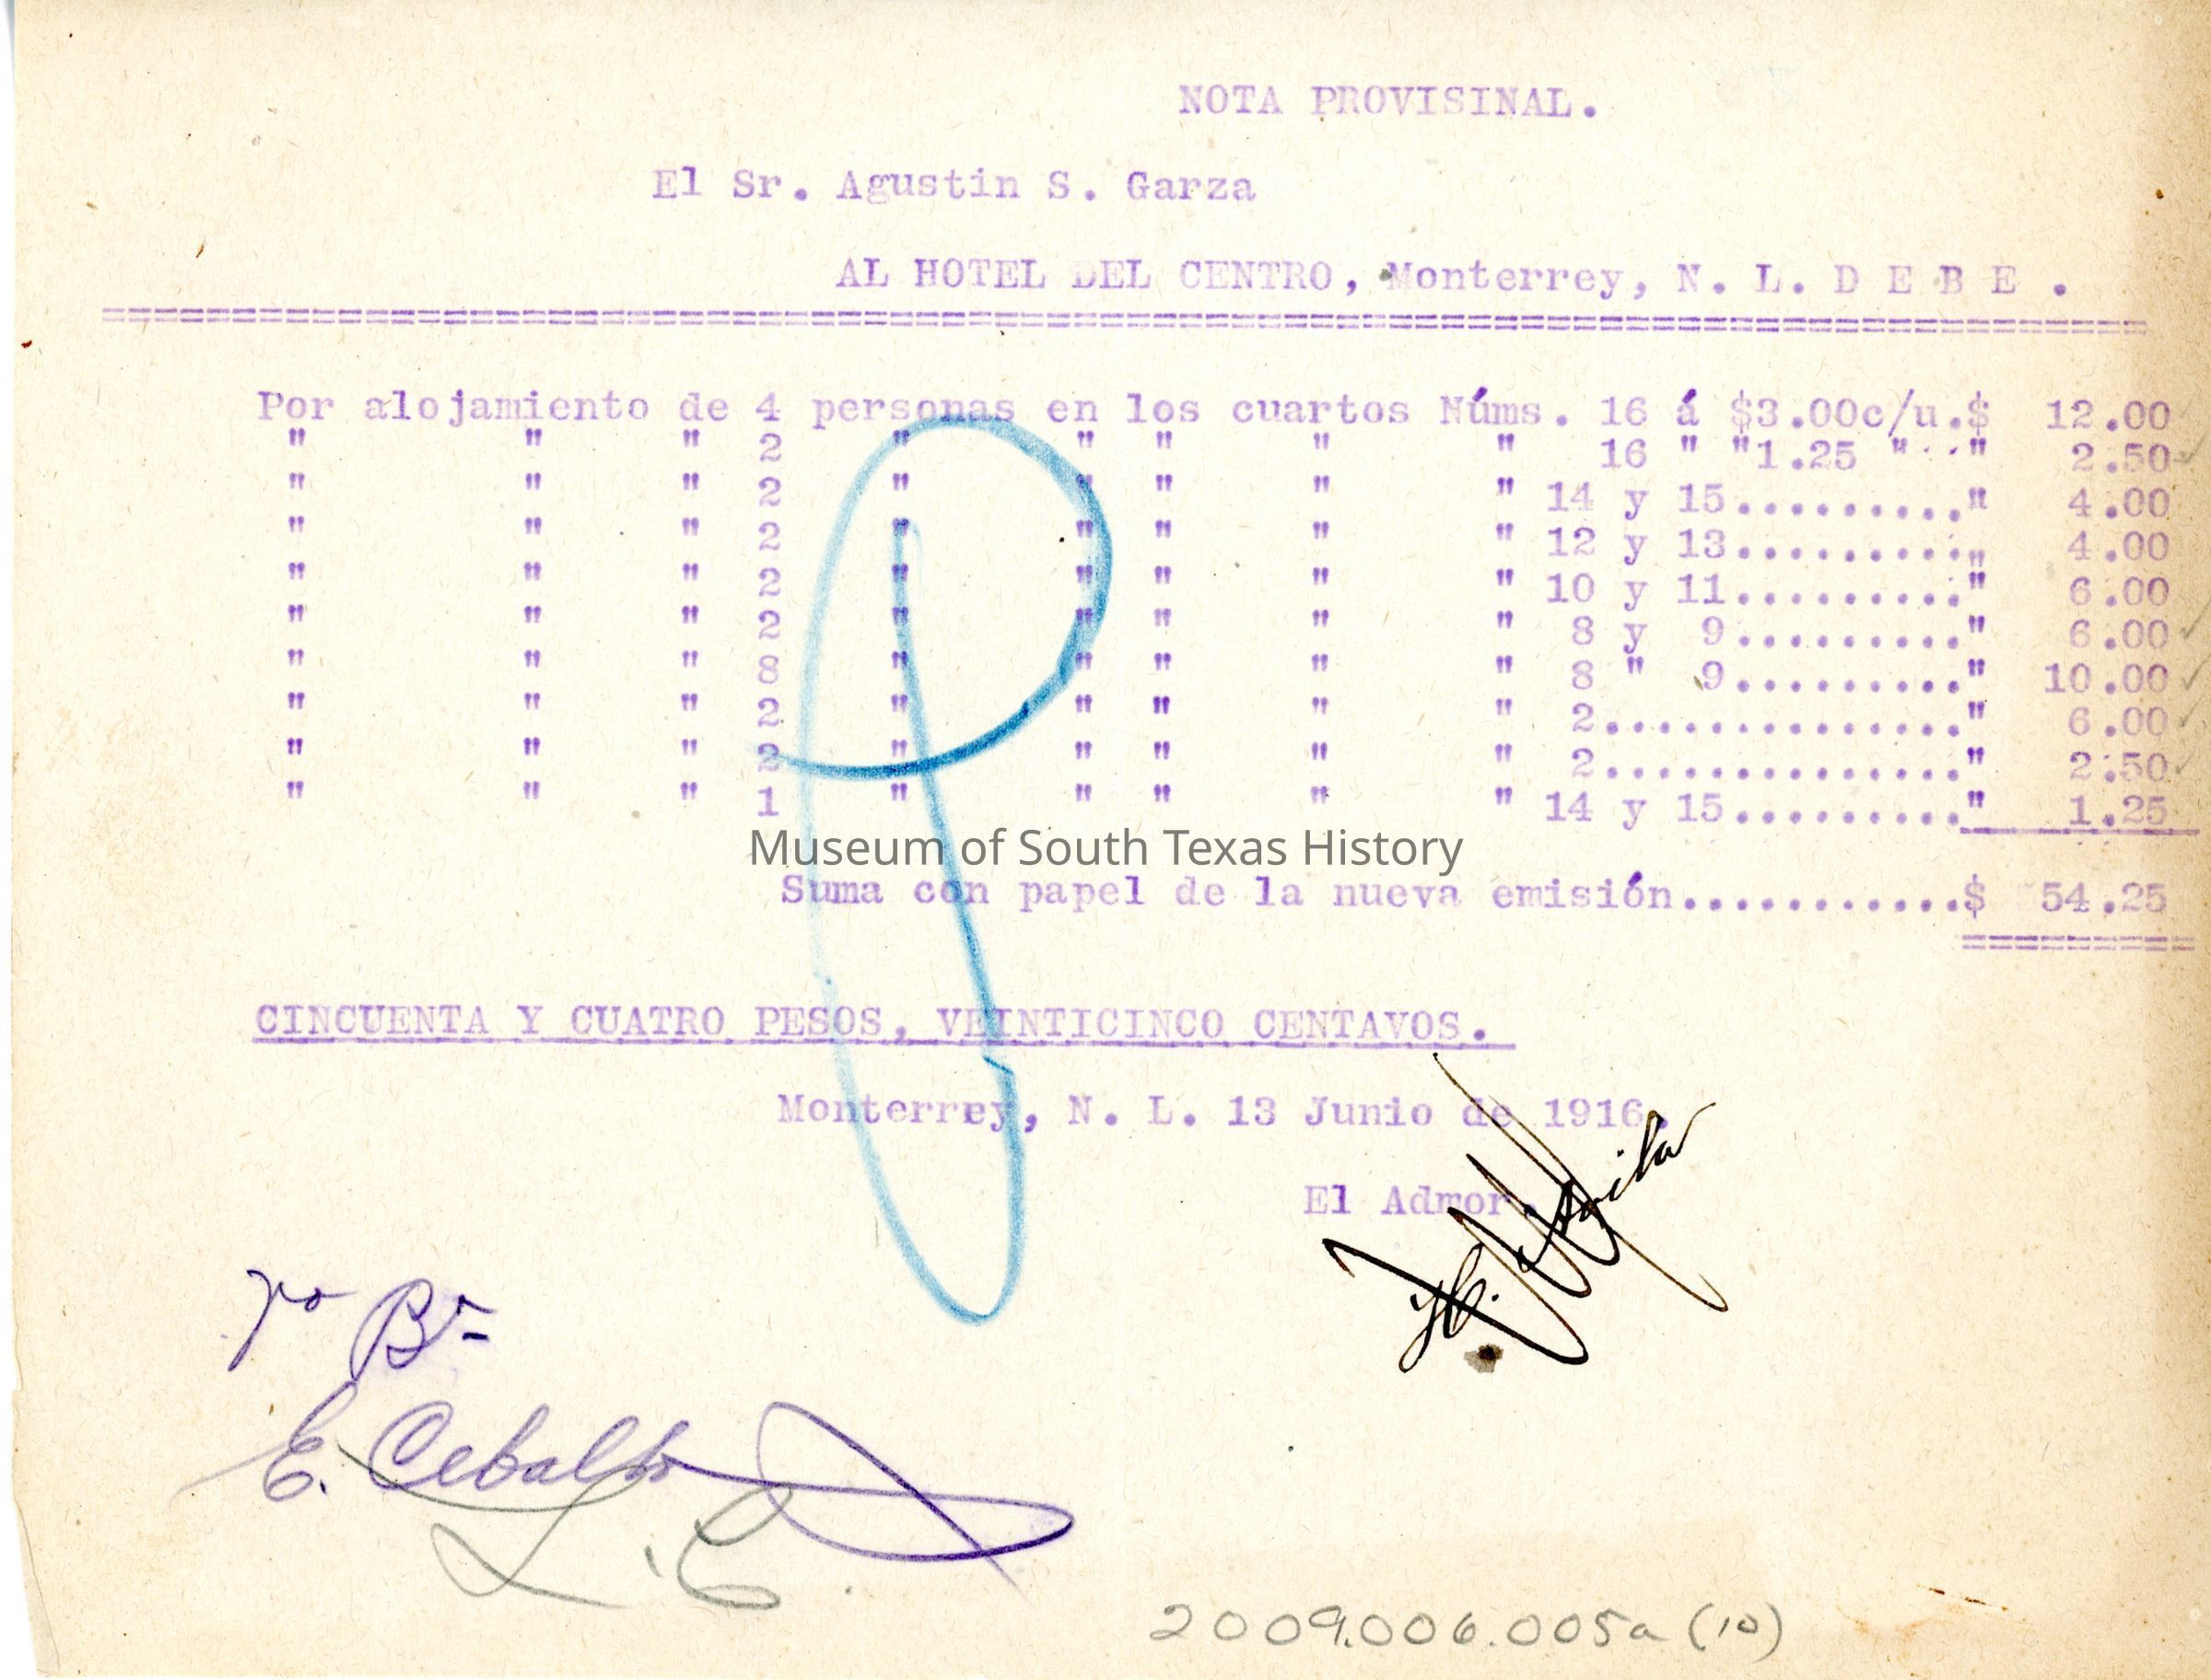 NOTA PROVISINAL.
El Sr. Agustin S. Garza
AL HOTEL DEL CENTRO, Monterrey, N. L. D E B E .
================================================================
Por alojamiento de 4 personas en los cuartos Núms. 16 á $3.00c/u.$ 12.00
" " " 2 " " " " " 16 " "1.25 " .." 2.50
" " " 2 " " " " " 14 y 15.........." 4.00
" " " 2 " " " " " 12 y 13.........." 4.00
" " " 2 " " " " " 10 y 11.........." 6.00
" " " 2 " " " " " 8 y 9.........." 6.00
" " " 8 " " " " " 8 " 9.........." 10.00
" " " 2 " " " " " 2..............." 6.00
" " " 2 " " " " " 2..............." 2.50
" " " 1 " " " " " 14 y 15.........." 1.25
Museum of South Texas History
Suma con papel de la nueva emisión...........$ 54.25
=========
CINCUENTA Y CUATRO PESOS, VEINTICINCO CENTAVOS.
Monterrey, N. L. 13 Junio de 1916.
El Admor.
Bo
E. Ceballos
L. C.
2009.006.005a (10)